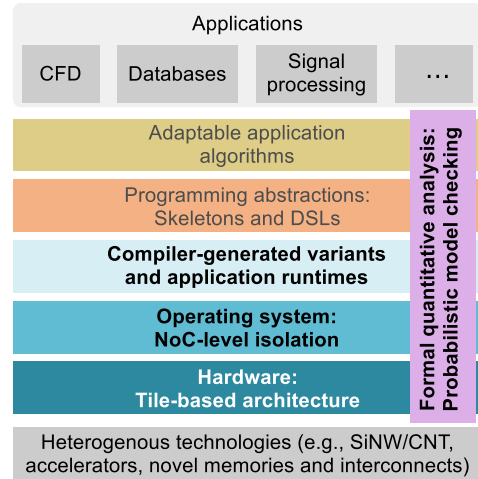 Applications
CFD
Databases
Signal
processing
...
Adaptable application
algorithms
Programming abstractions:
Skeletons and DSLs
Compiler-generated variants
and application runtimes
Operating system:
NoC-level isolation
Hardware:
Tile-based architecture
Formal quantitative analysis:
Probabilistic model checking
Heterogenous technologies (e.g., SiNW/CNT,
accelerators, novel memories and interconnects)